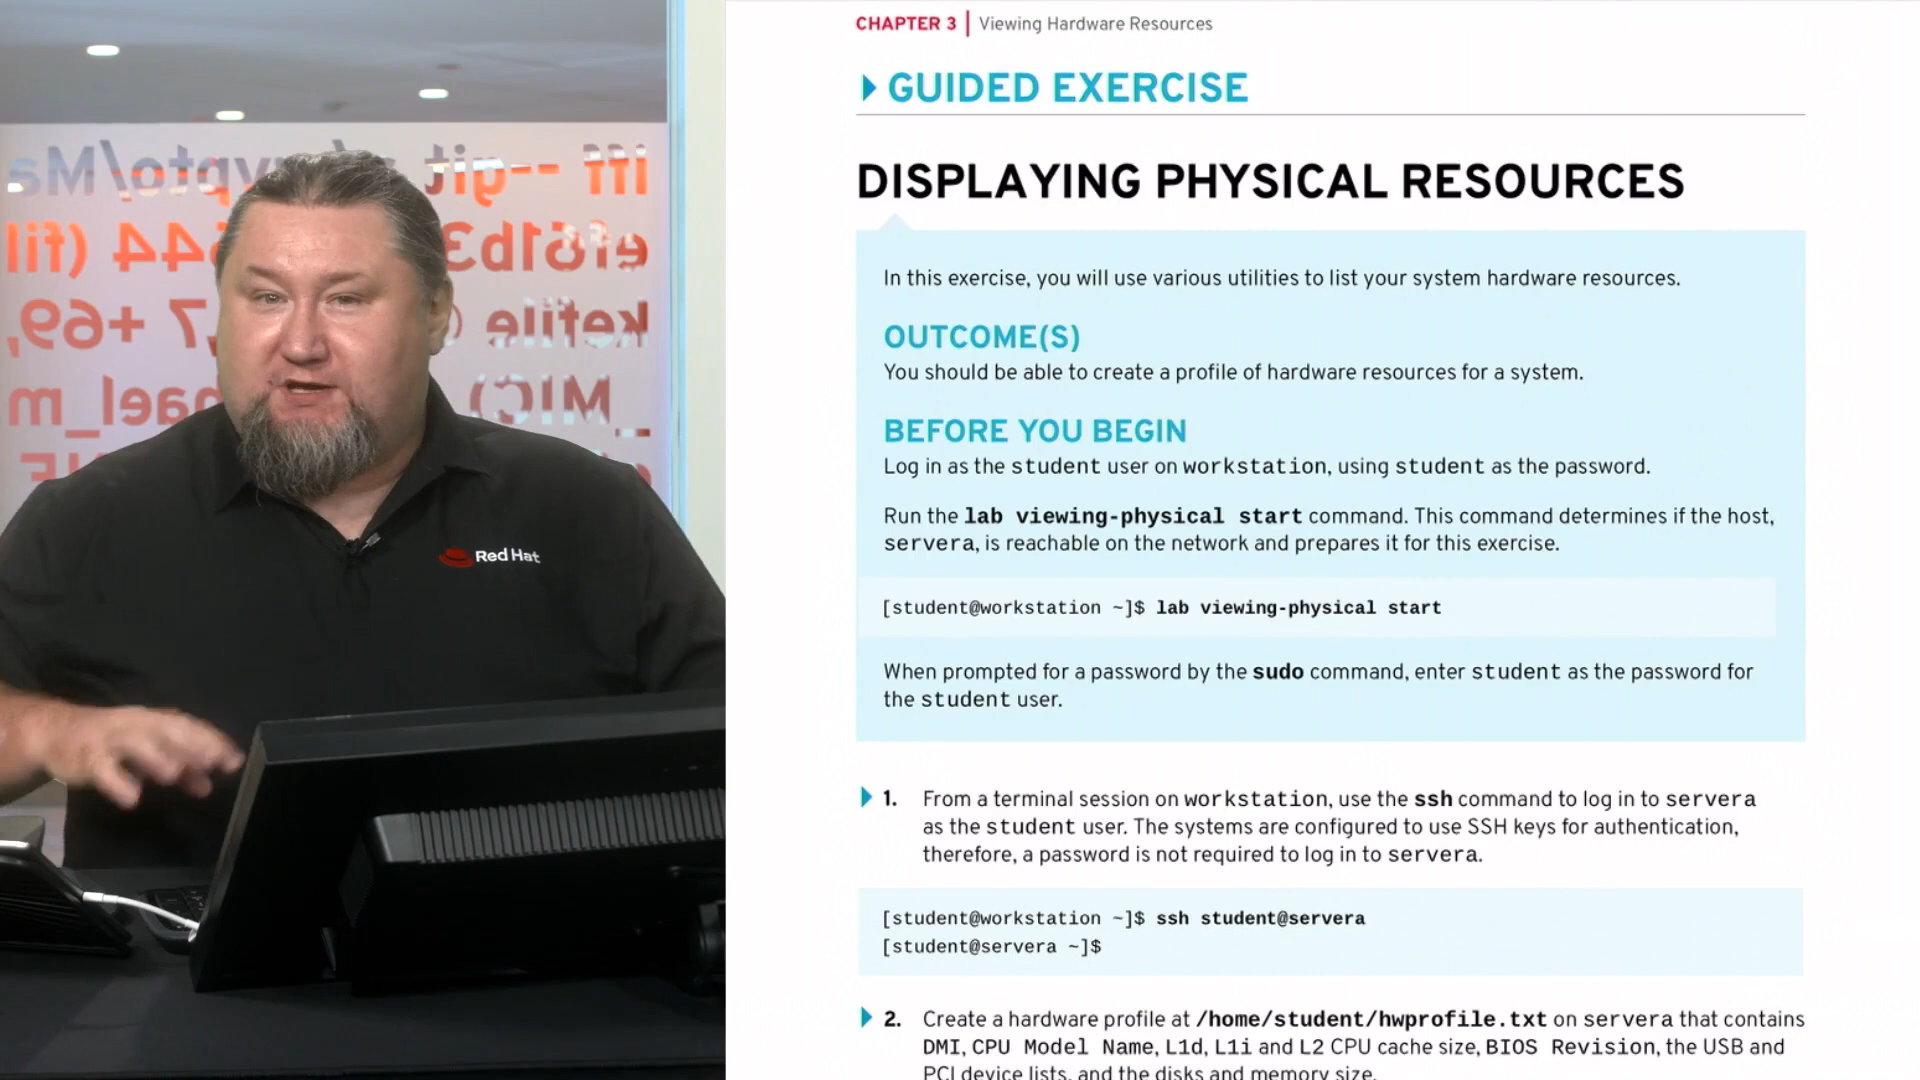 CHAPTER 3 | Viewing Hardware Resources
GUIDED EXERCISE
DISPLAYING PHYSICAL RESOURCES
In this exercise, you will use various utilities to list your system hardware resources.
OUTCOME(S)
You should be able to create a profile of hardware resources for a system.
BEFORE YOU BEGIN
Log in as the student user on workstation, using student as the password.
Run the lab viewing-physical start command. This command determines if the host,
servera, is reachable on the network and prepares it for this exercise.
[student@workstation ~]$ lab viewing-physical start
When prompted for a password by the sudo command, enter student as the password for
the student user.
1. From a terminal session on workstation, use the ssh command to log in to servera
as the student user. The systems are configured to use SSH keys for authentication,
therefore, a password is not required to log in to servera.
[student@workstation ~]$ ssh student@servera
[student@servera ~]$
2. Create a hardware profile at /home/student/hwprofile.txt on servera that contains
DMI, CPU Model Name, L1d, L1i and L2 CPU cache size, BIOS Revision, the USB and
PCI device lists, and the disks and memory size.
Red Hat